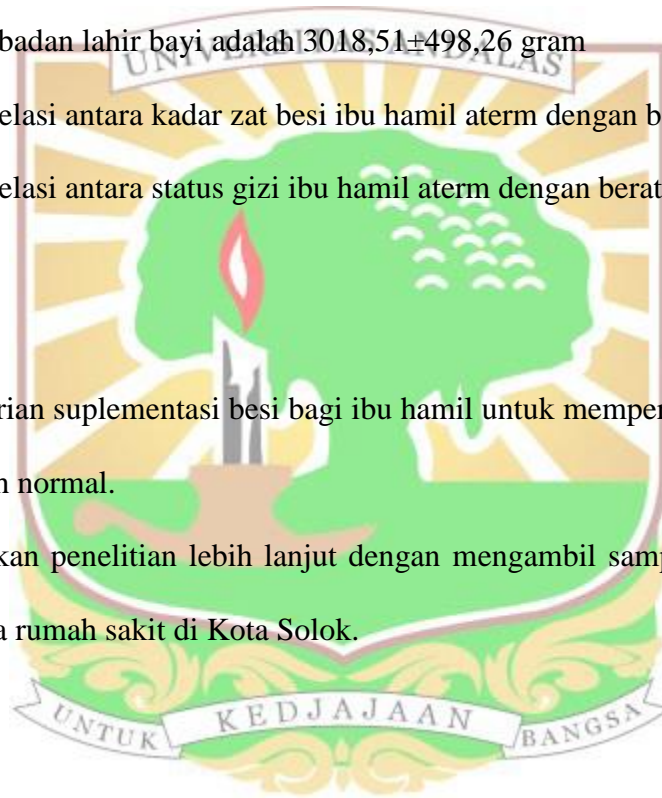 badan lahir bayi adalah 3018,51±498,26 gram
UNIVERSITAS ANDALAS
elasi antara kadar zat besi ibu hamil aterm dengan b
elasi antara status gizi ibu hamil aterm dengan berat
rian suplementasi besi bagi ibu hamil untuk memper
n normal.
kan penelitian lebih lanjut dengan mengambil samp
a rumah sakit di Kota Solok.
UNTUK KEDJAJAAN BANGSA